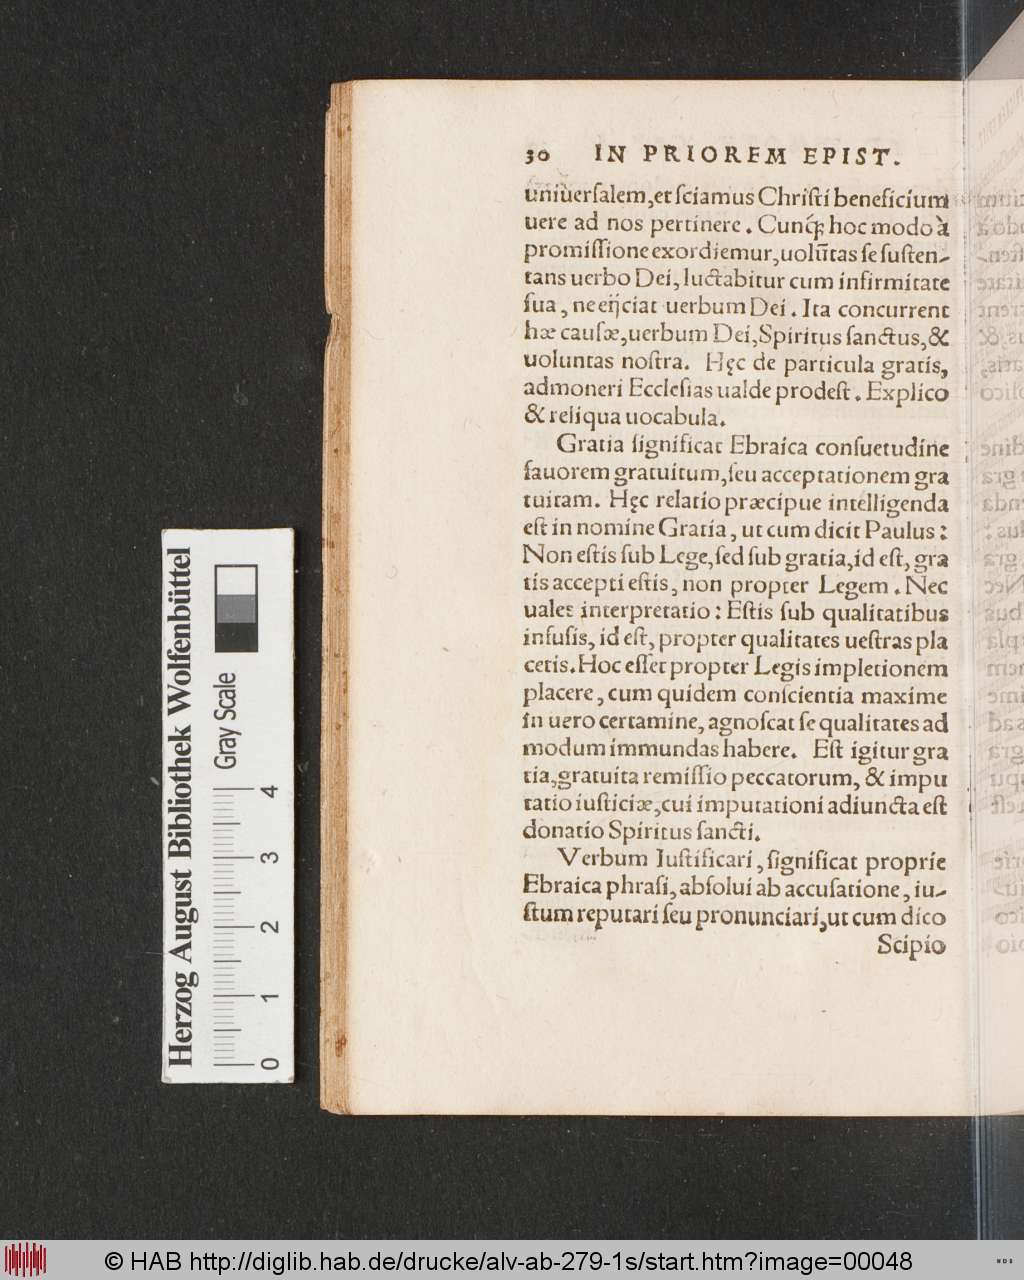 30 IN PRIOREM EPIST.
uniuerſalem, et ſciamus Chriſti beneficium
uere ad nos pertinere. Cunq́ꝫ hoc modo à
promiſſione exordiemur, uolūtas ſe ſuſten-
tans uerbo Dei, luctabitur cum infirmitate
ſua, ne eijciat uerbum Dei. Ita concurrent
hæ cauſæ, uerbum Dei, Spiritus ſanctus, &
uoluntas noſtra. Hęc de particula gratis,
admoneri Eccleſias ualde prodeſt. Explico
& reliqua uocabula.
Gratia ſignificat Ebraica conſuetudine
fauorem gratuitum, ſeu acceptationem gra
tuitam. Hęc relatio præcipue intelligenda
eſt in nomine Gratia, ut cum dicit Paulus:
Non eſtis ſub Lege, ſed ſub gratia, id eſt, gra
tis accepti eſtis, non propter Legem. Nec
ualet interpretatio: Eſtis ſub qualitatibus
infuſis, id eſt, propter qualitates ueſtras pla
cetis. Hoc eſſet propter Legis impletionem
placere, cum quidem conſcientia maxime
in uero certamine, agnoſcat ſe qualitates ad
modum immundas habere. Eſt igitur gra
tia, gratuita remiſſio peccatorum, & impu
tatio iuſticiæ, cui imputationi adiuncta eſt
donatio Spiritus ſancti.
Verbum Iuſtificari, ſignificat proprie
Ebraica phraſi, abſolui ab accuſatione, iu-
ſtum reputari ſeu pronunciari, ut cum dico
Scipio
Herzog August Bibliothek Wolfenbüttel
Gray Scale
0 1 2 3 4
© HAB http://diglib.hab.de/drucke/alv-ab-279-1s/start.htm?image=00048